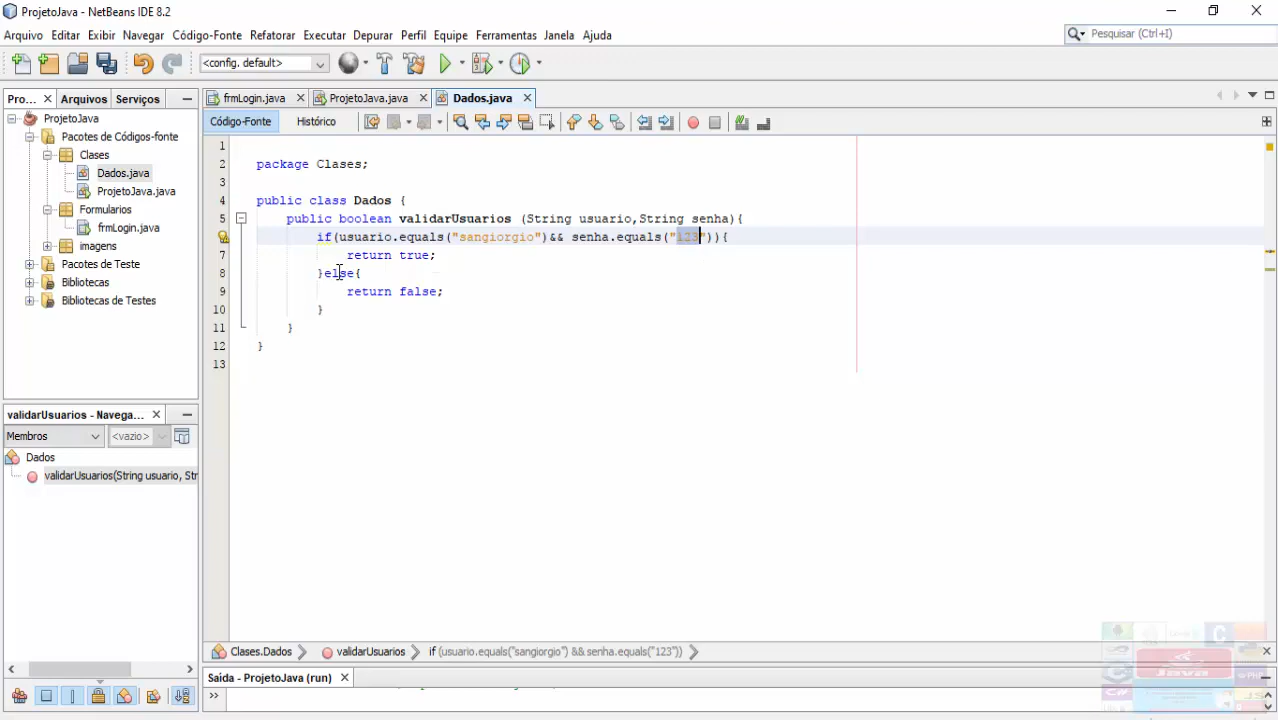 ProjetoJava - NetBeans IDE 8.2
Arquivo Editar Exibir Navegar Código-Fonte Refatorar Executar Depurar Perfil Equipe Ferramentas Janela Ajuda
Pesquisar (Ctrl+I)
<config. default>
Pro... Arquivos Serviços
frmLogin.java ProjetoJava.java Dados.java
Código-Fonte Histórico
ProjetoJava
Pacotes de Códigos-fonte
Clases
Dados.java
ProjetoJava.java
Formularios
frmLogin.java
imagens
Pacotes de Teste
Bibliotecas
Bibliotecas de Testes
1
2 package Clases;
3
4 public class Dados {
5 public boolean validarUsuarios (String usuario,String senha){
if(usuario.equals("sangiorgio")&& senha.equals("123")){
7 return true;
8 }else{
9 return false;
10 }
11 }
12 }
13
validarUsuarios - Navega...
Membros <vazio>
Dados
validarUsuarios(String usuario, Str
Clases.Dados validarUsuarios if (usuario.equals("sangiorgio") && senha.equals("123"))
Saída - ProjetoJava (run)